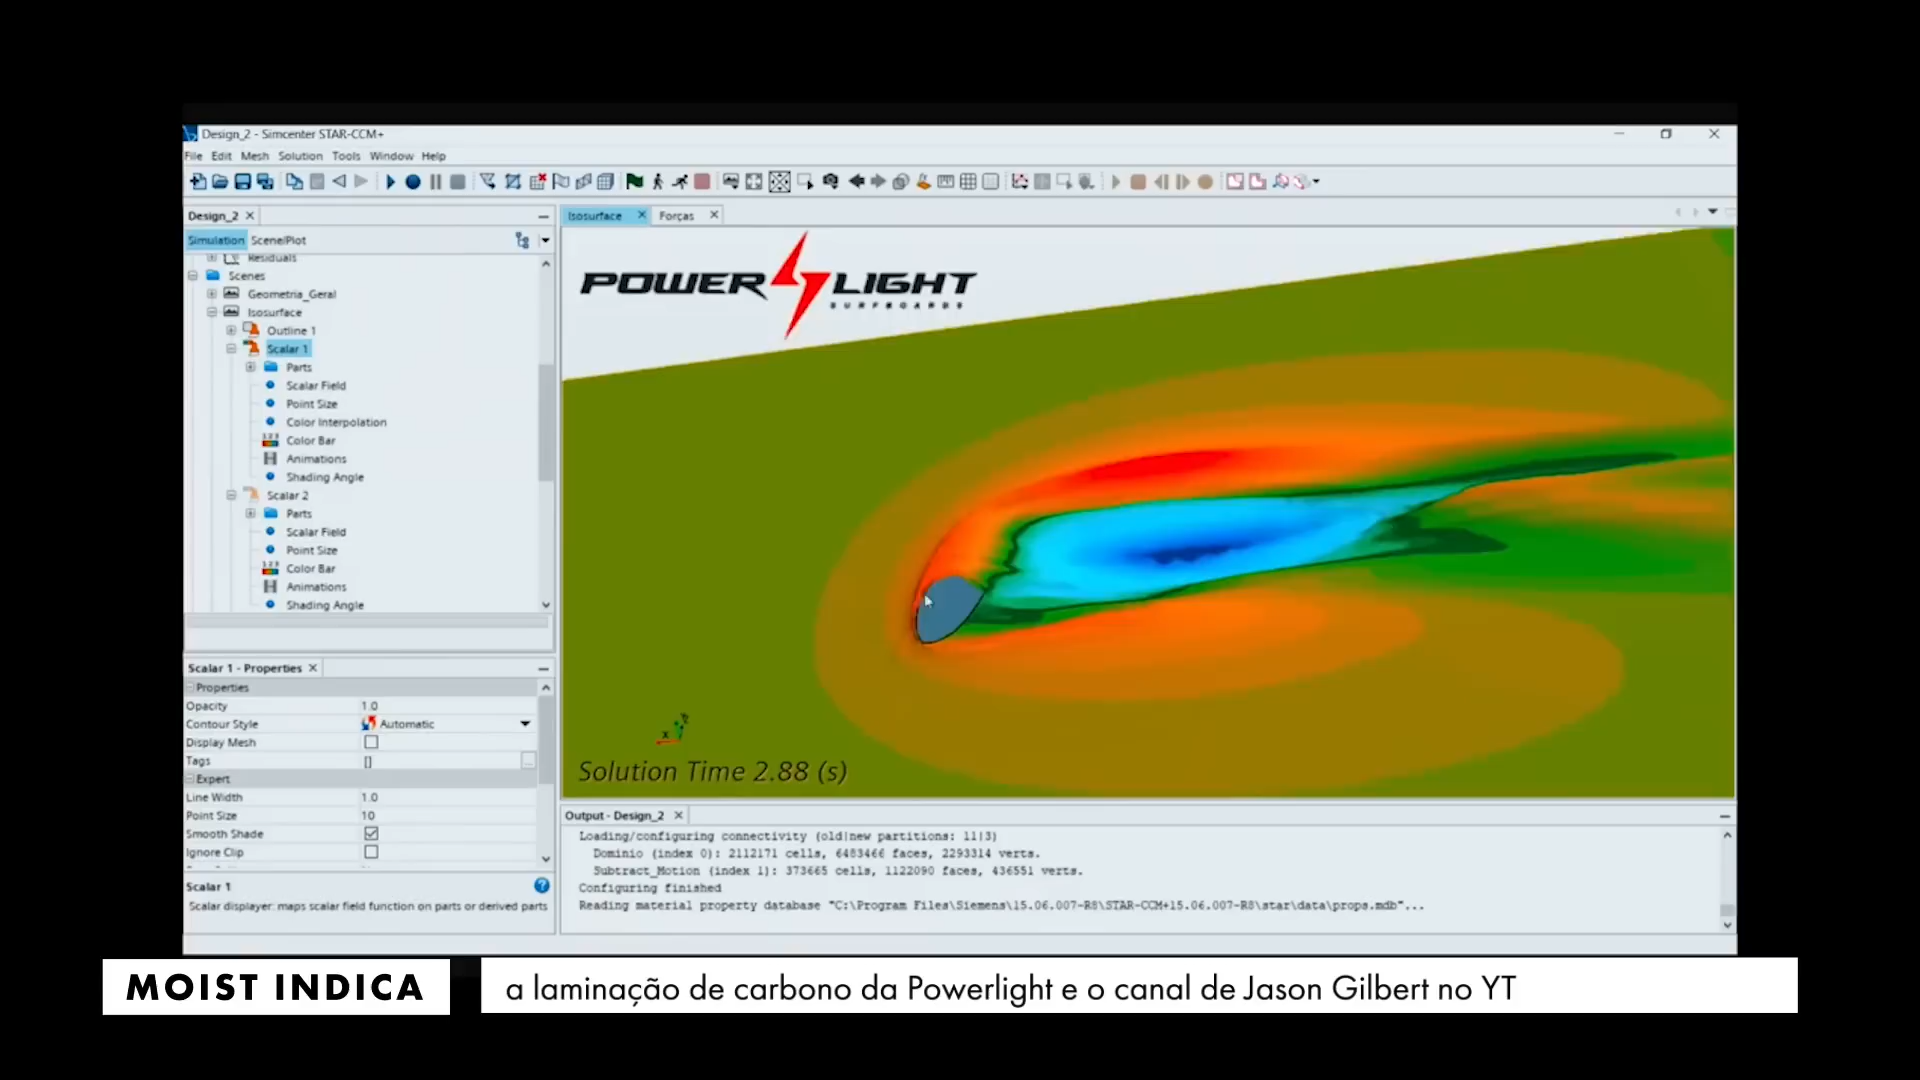 Design_2 - Simcenter STAR-CCM+
File Edit Mesh Solution Tools Window Help
Design_2
Simulation Scene/Plot
Residuals
Scenes
Geometria_Geral
Isosurface
Outline 1
Scalar 1
Parts
Scalar Field
Point Size
Color Interpolation
Color Bar
Animations
Shading Angle
Scalar 2
Parts
Scalar Field
Point Size
Color Bar
Animations
Shading Angle
Scalar 1 - Properties
Properties
Opacity 1.0
Contour Style Automatic
Display Mesh
Tags []
Expert
Line Width 1.0
Point Size 10
Smooth Shade
Ignore Clip
Scalar 1
Scalar displayer: maps scalar field function on parts or derived parts
Isosurface Forças
POWER LIGHT
SURFBOARDS
X Z
Solution Time 2.88 (s)
Output - Design_2
Loading/configuring connectivity (old|new partitions: 11|3)
Dominio (index 0): 2112171 cells, 6483466 faces, 2293314 verts.
Subtract_Motion (index 1): 373665 cells, 1122090 faces, 436551 verts.
Configuring finished
Reading material property database "C:\Program Files\Siemens\15.06.007-R8\STAR-CCM+15.06.007-R8\star\data\props.mdb"...
MOIST INDICA
a laminação de carbono da Powerlight e o canal de Jason Gilbert no YT